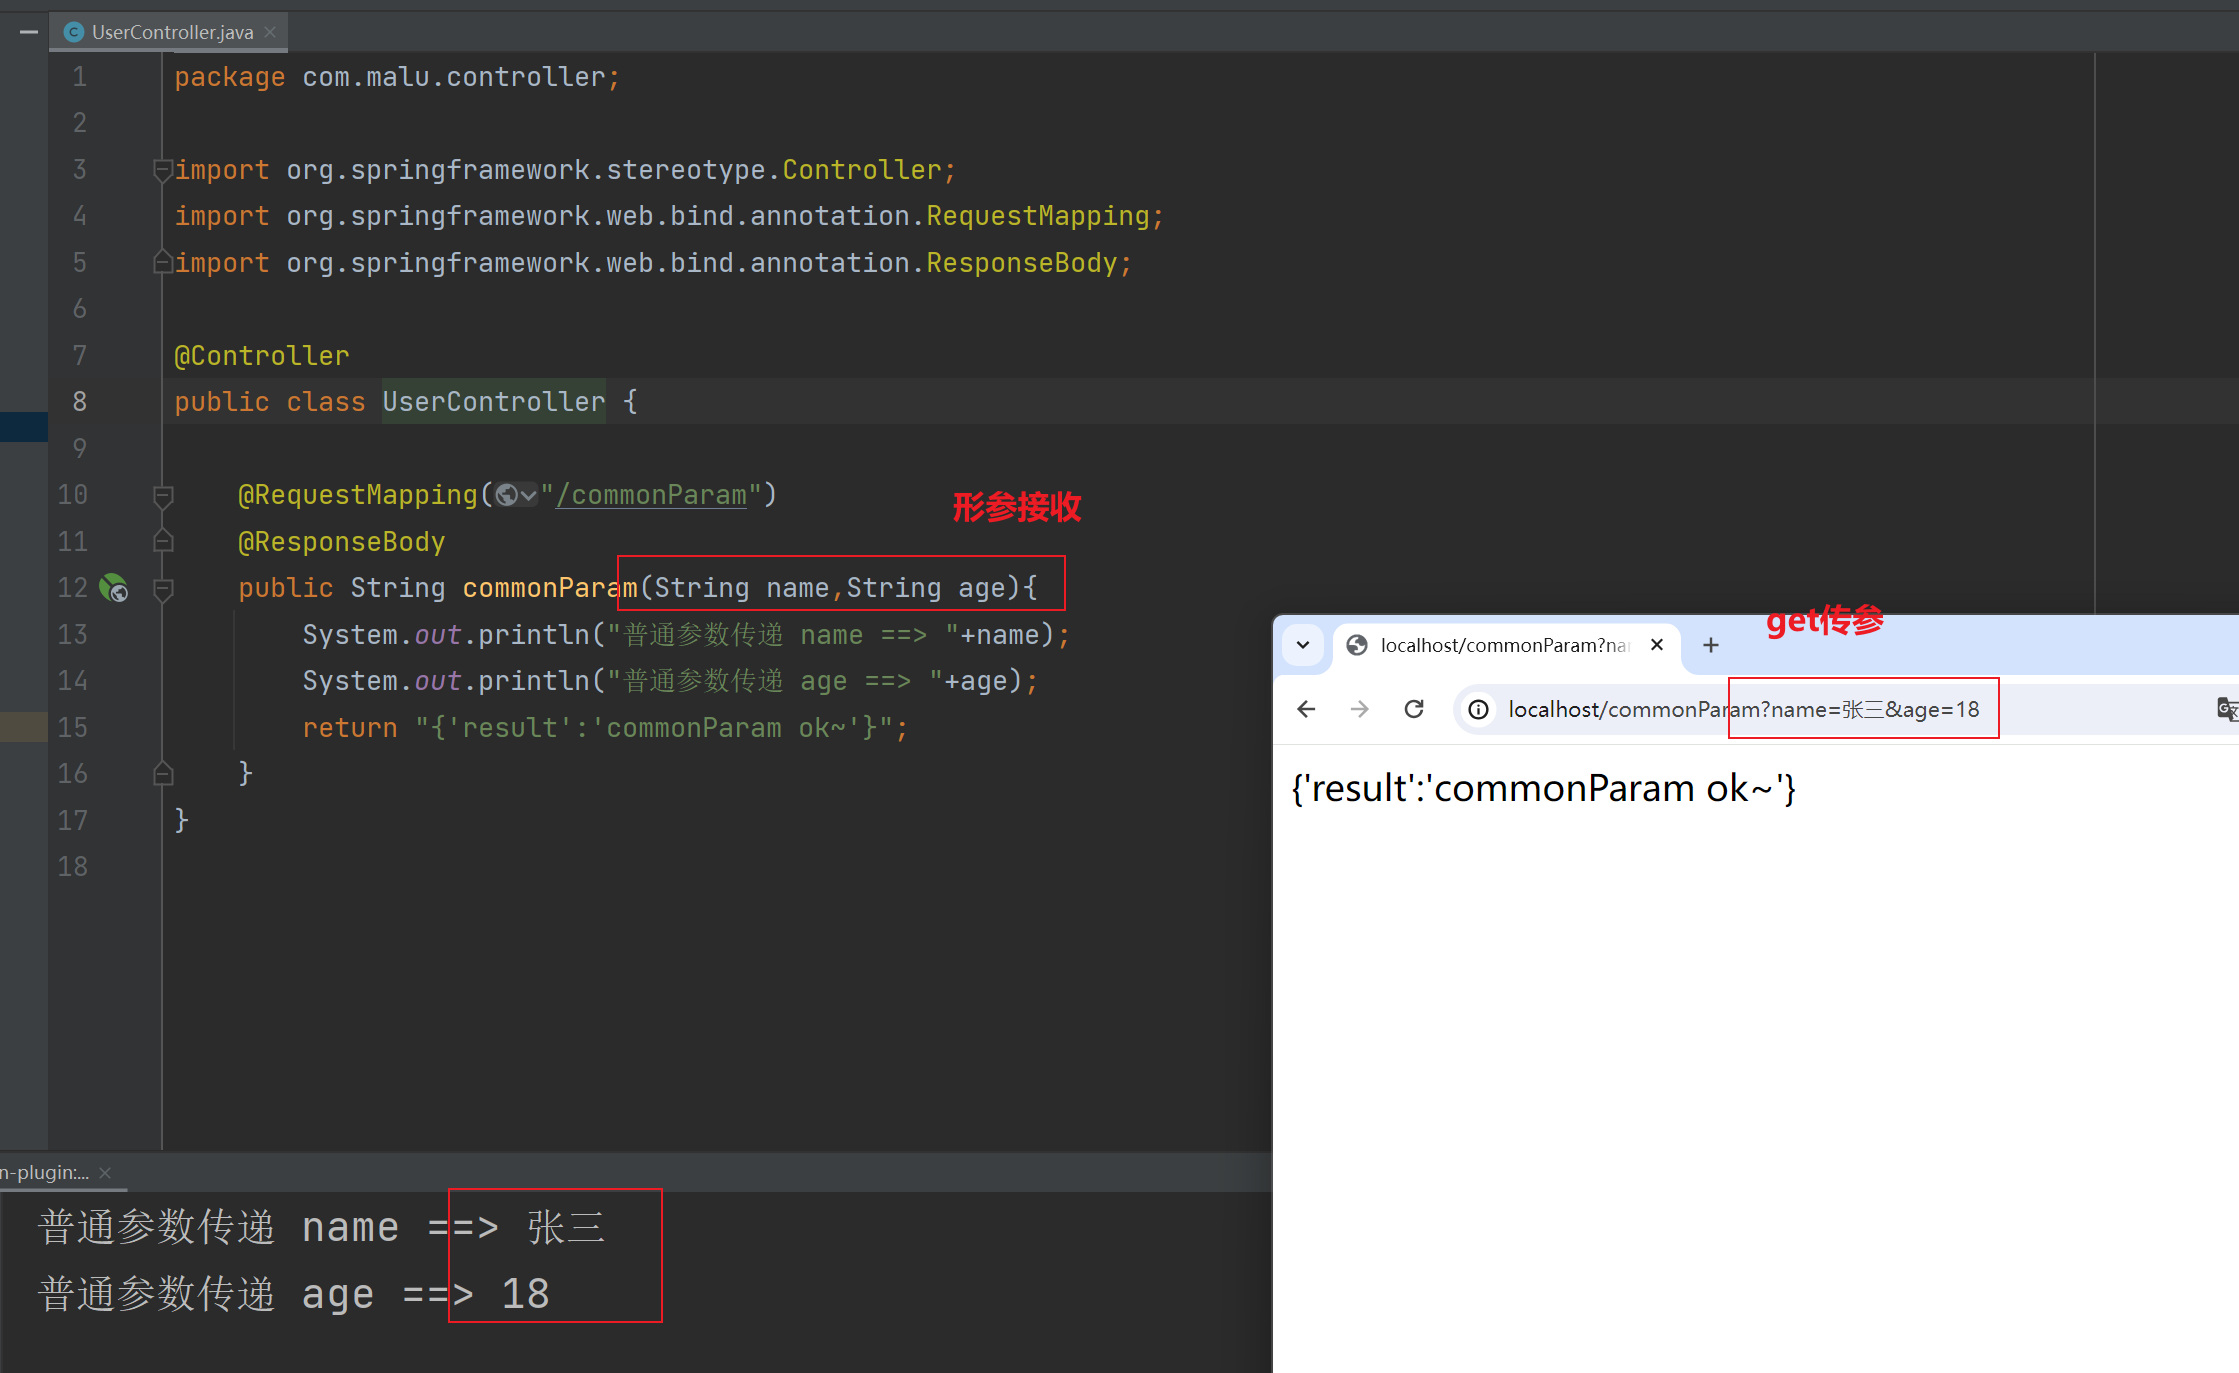 UserController.java
1 package com.malu.controller;
2
3 import org.springframework.stereotype.Controller;
4 import org.springframework.web.bind.annotation.RequestMapping;
5 import org.springframework.web.bind.annotation.ResponseBody;
6
7 @Controller
8 public class UserController {
9
10 @RequestMapping("/commonParam")
形参接收
11 @ResponseBody
12 public String commonParam(String name,String age){
13 System.out.println("普通参数传递 name ==> "+name);
14 System.out.println("普通参数传递 age ==> "+age);
15 return "{'result':'commonParam ok~'}";
16 }
17 }
18
get传参
localhost/commonParam?na
localhost/commonParam?name=张三&age=18
{'result':'commonParam ok~'}
n-plugin:...
普通参数传递 name ==> 张三
普通参数传递 age ==> 18